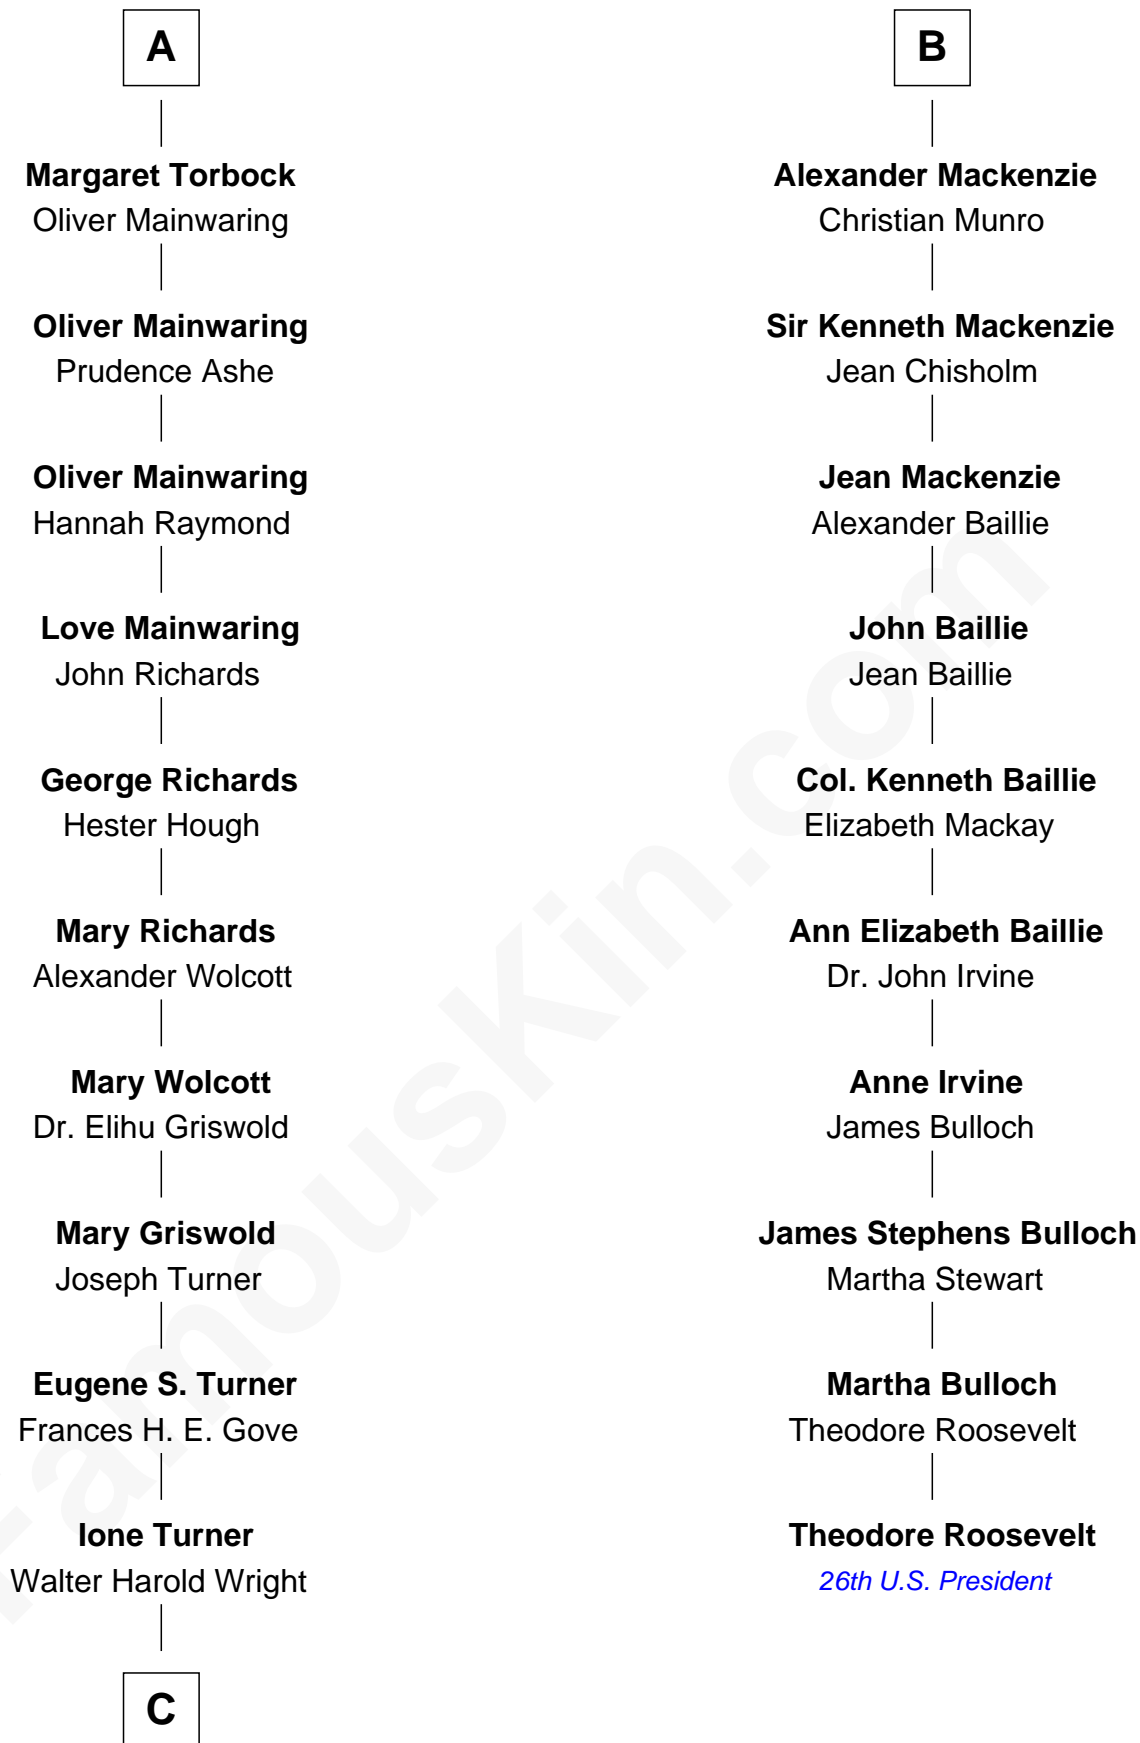 A
Margaret Torbock
Oliver Mainwaring
Oliver Mainwaring
Prudence Ashe
Oliver Mainwaring
Hannah Raymond
Love Mainwaring
John Richards
George Richards
Hester Hough
Mary Richards
Alexander Wolcott
Mary Wolcott
Dr. Elihu Griswold
Mary Griswold
Joseph Turner
Eugene S. Turner
Frances H. E. Gove
Ione Turner
Walter Harold Wright
C
B
Alexander Mackenzie
Christian Munro
Sir Kenneth Mackenzie
Jean Chisholm
Jean Mackenzie
Alexander Baillie
John Baillie
Jean Baillie
Col. Kenneth Baillie
Elizabeth Mackay
Ann Elizabeth Baillie
Dr. John Irvine
Anne Irvine
James Bulloch
James Stephens Bulloch
Martha Stewart
Martha Bulloch
Theodore Roosevelt
Theodore Roosevelt
26th U.S. President
FamousKin.com